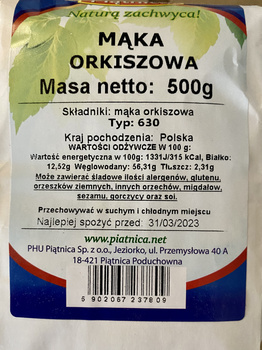 Natura zachwyca!
MĄKA
ORKISZOWA
Masa netto: 500g
Składniki: mąka orkiszowa
Typ: 630
Kraj pochodzenia: Polska
WARTOŚCI ODŻYWCZE W 100 g:
Wartość energetyczna w 100g: 1331J/315 kCal, Białko:
12,52g Węglowodany: 56,31g Tłuszcz: 2,31g
Może zawierać śladowe ilości alergenów, glutenu,
orzeszków ziemnych, innych orzechów, migdałow,
sezamu, gorczycy oraz soi.
Przechowywać w suchym i chłodnym miejscu
Najlepiej spożyć przed: 31/03/2023
www.piatnica.net
PHU Piątnica Sp. z o.o., Jeziorko, ul. Przemysłowa 40 A
18-421 Piątnica Poduchowna
5 902067 237809